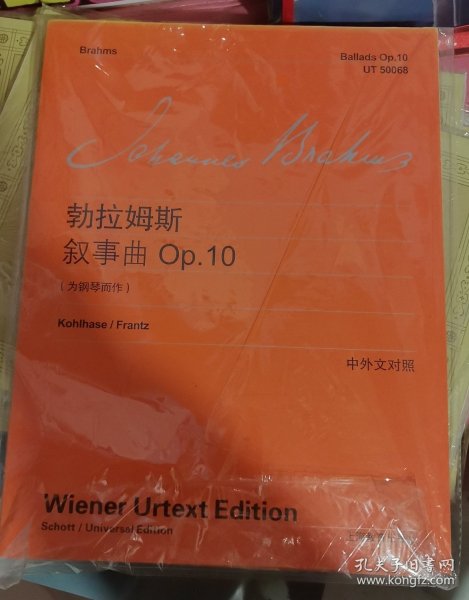 Brahms
Ballads Op.10
UT 50068
Johannes Brahms
勃拉姆斯
叙事曲 Op.10
（为钢琴而作）
Kohlhase / Frantz
中外文对照
Wiener Urtext Edition
Schott / Universal Edition
孔夫子旧书网
www.kongfz.com